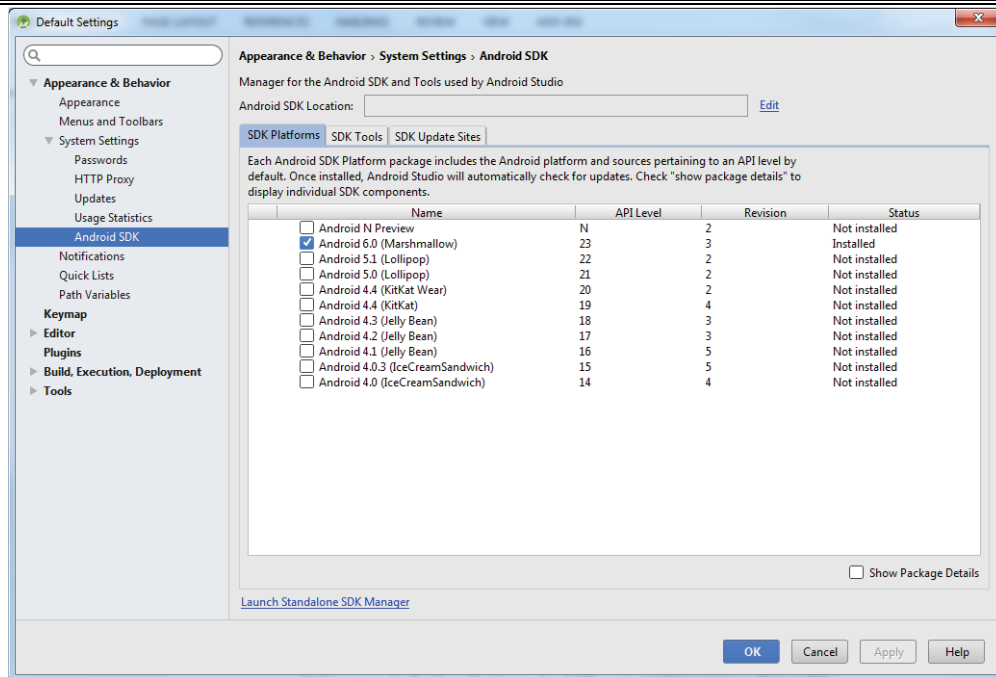 Default Settings
Appearance & Behavior
Appearance
Menus and Toolbars
System Settings
Passwords
HTTP Proxy
Updates
Usage Statistics
Android SDK
Notifications
Quick Lists
Path Variables
Keymap
Editor
Plugins
Build, Execution, Deployment
Tools
Appearance & Behavior › System Settings › Android SDK
Manager for the Android SDK and Tools used by Android Studio
Android SDK Location: Edit
SDK Platforms SDK Tools SDK Update Sites
Each Android SDK Platform package includes the Android platform and sources pertaining to an API level by
default. Once installed, Android Studio will automatically check for updates. Check "show package details" to
display individual SDK components.
Name API Level Revision Status
Android N Preview N 2 Not installed
Android 6.0 (Marshmallow) 23 3 Installed
Android 5.1 (Lollipop) 22 2 Not installed
Android 5.0 (Lollipop) 21 2 Not installed
Android 4.4 (KitKat Wear) 20 2 Not installed
Android 4.4 (KitKat) 19 4 Not installed
Android 4.3 (Jelly Bean) 18 3 Not installed
Android 4.2 (Jelly Bean) 17 3 Not installed
Android 4.1 (Jelly Bean) 16 5 Not installed
Android 4.0.3 (IceCreamSandwich) 15 5 Not installed
Android 4.0 (IceCreamSandwich) 14 4 Not installed
Show Package Details
Launch Standalone SDK Manager
OK Cancel Apply Help